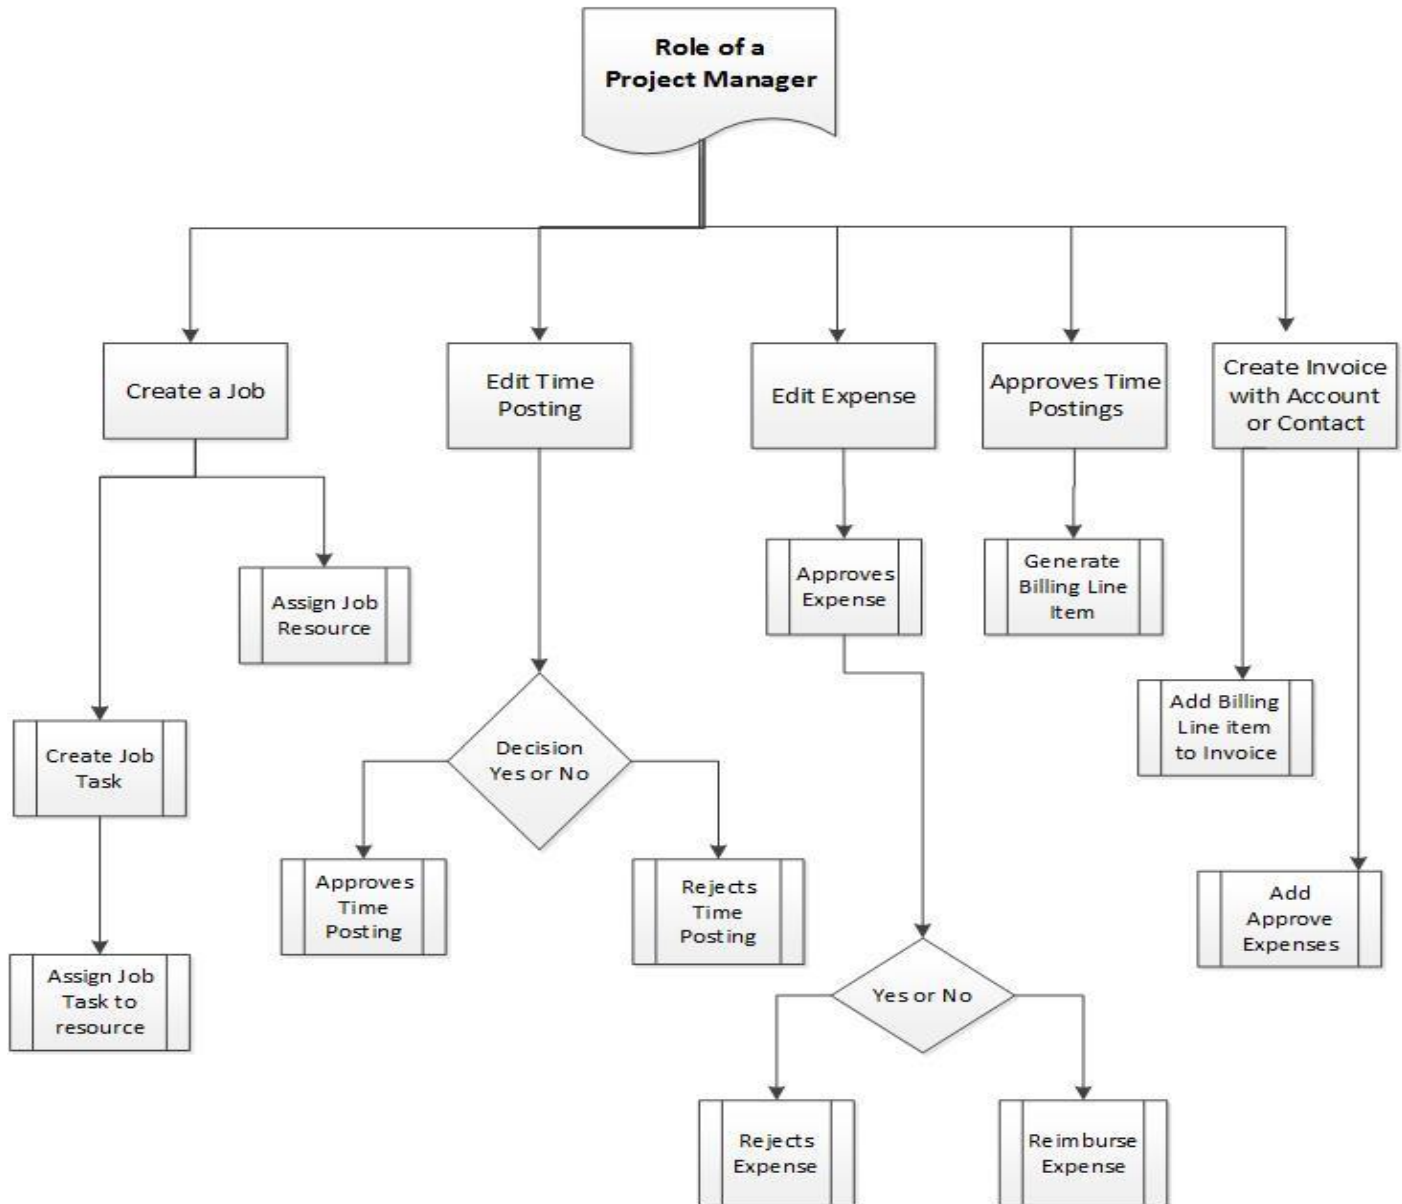 Role of a
Project Manager
Create a Job
Edit Time
Posting
Edit Expense
Approves Time
Postings
Create Invoice
with Account
or Contact
Assign Job
Resource
Approves
Expense
Generate
Billing Line
Item
Create Job
Task
Decision
Yes or No
Add Billing
Line item
to Invoice
Approves
Time
Posting
Rejects
Time
Posting
Add
Approve
Expenses
Assign Job
Task to
resource
Yes or No
Rejects
Expense
Reimburse
Expense